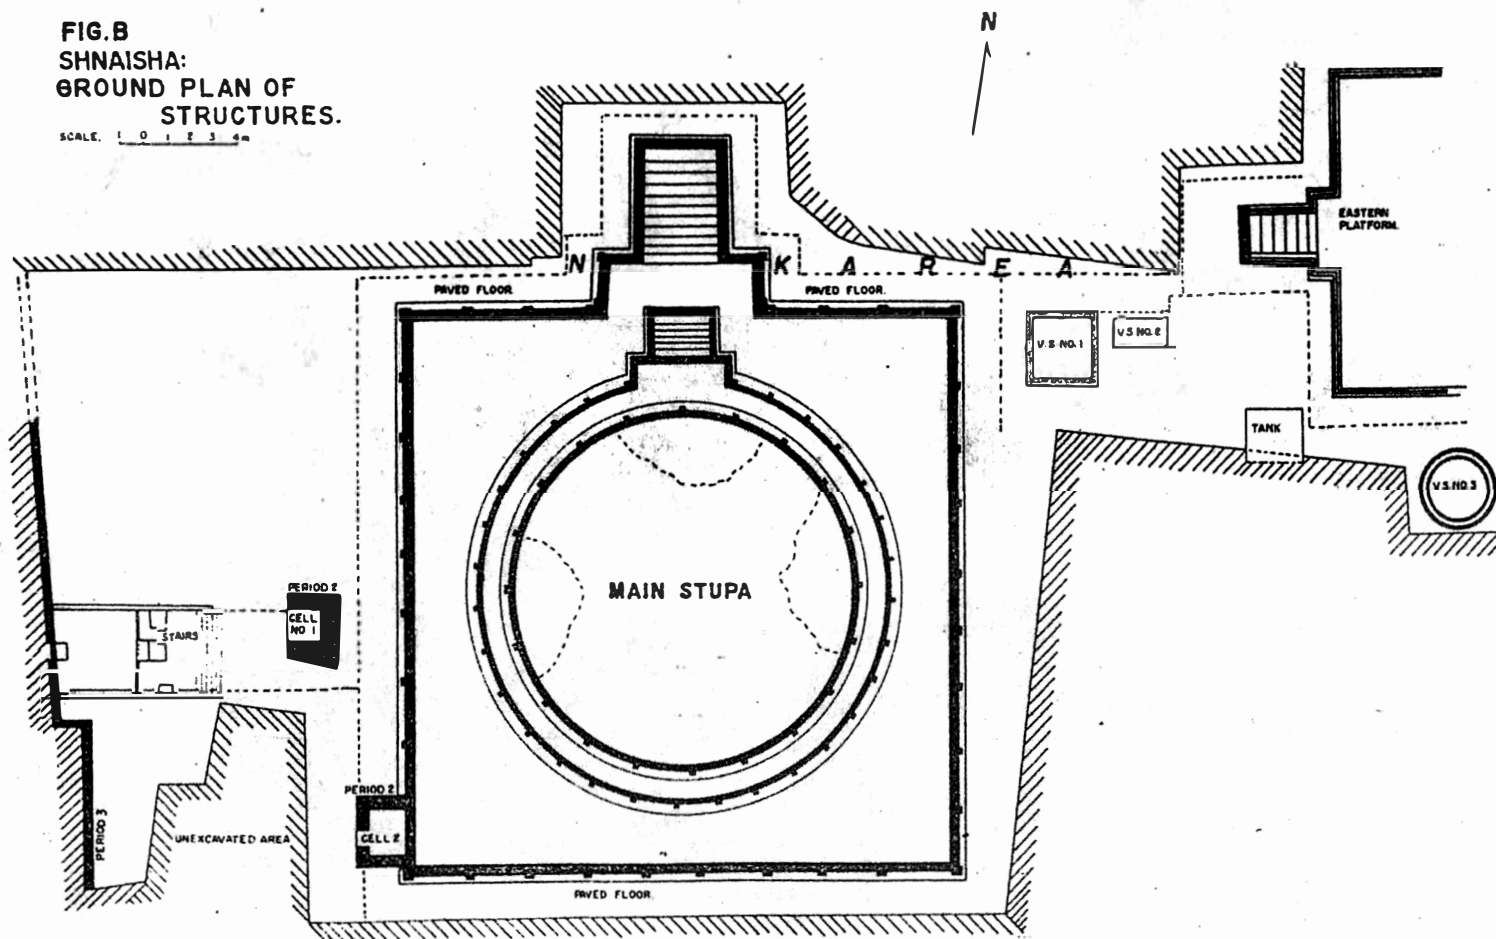 FIG.B
SHNAISHA:
GROUND PLAN OF
STRUCTURES.
SCALE. 1 0 1 2 3 4m
N
EASTERN
PLATFORM.
N K A R E A
PAVED FLOOR
PAVED FLOOR.
V.S NO.1
V S NO. 2
TANK
V.S.NO.3
MAIN STUPA
PERIOD 2
CELL
NO 1
STAIRS
PERIOD 2
CELL 2
PERIOD 3
UNEXCAVATED AREA
PAVED FLOOR.